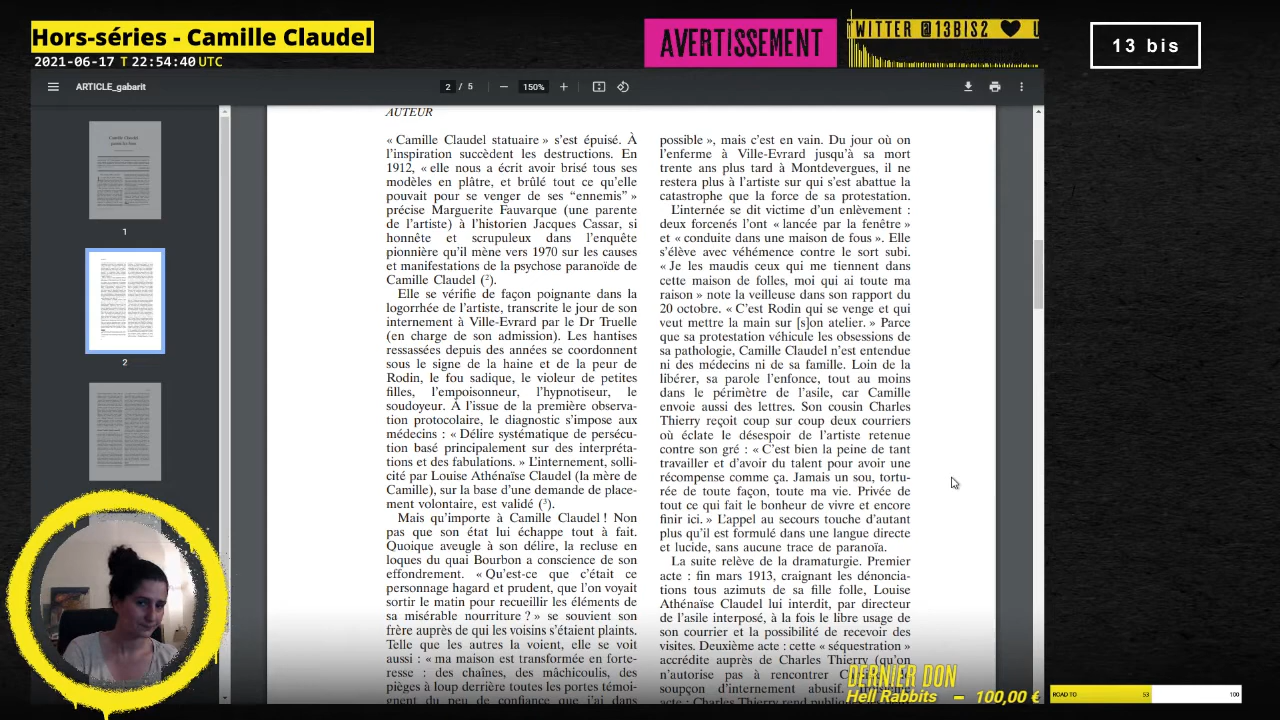 Hors-séries - Camille Claudel
2021-06-17 T 22:54:40 UTC
AVERTISSEMENT
WITTER @13BIS2 ♥ U
13 bis
ARTICLE_gabarit
2 / 5
150%
1
2
AUTEUR
« Camille Claudel statuaire » s'est épuisé. À
l'inspiration succèdent les destructions. En
1912, « elle nous a écrit avoir brisé tous ses
modèles en plâtre, et brûlé tout ce qu'elle
pouvait pour se venger de ses “ennemis” »
précise Marguerite Fauvarque (une parente
de l'artiste) à l'historien Jacques Cassar, si
honnête et scrupuleux dans l'enquête
pionnière qu'il mène vers 1970 sur les causes
et manifestations de la psychose paranoïde de
Camille Claudel (²).
Elle se vérifie de façon extrême dans la
logorrhée de l'artiste, transcrite le jour de son
internement à Ville-Evrard par le Dr Truelle
(en charge de son admission). Les hantises
ressassées depuis des années se coordonnent
sous le signe de la haine et de la peur de
Rodin, le fou sadique, le violeur de petites
filles, l'empoisonneur, l'hypnotiseur, le
soudoyeur. À l'issue de la première observa-
tion protocolaire, le diagnostic s'impose aux
médecins : « Délire systématique de persécu-
tion basé principalement sur des interpréta-
tions et des fabulations. » L'internement, solli-
cité par Louise Athénaïse Claudel (la mère de
Camille), sur la base d'une demande de place-
ment volontaire, est validé (³).
Mais qu'importe à Camille Claudel ! Non
pas que son état lui échappe tout à fait.
Quoique aveugle à son délire, la recluse en
loques du quai Bourbon a conscience de son
effondrement. « Qu'est-ce que c'était ce
personnage hagard et prudent, que l'on voyait
sortir le matin pour recueillir les éléments de
sa misérable nourriture ? » se souvient son
frère auprès de qui les voisins s'étaient plaints.
Telle que les autres la voient, elle se voit
aussi : « ma maison est transformée en forte-
resse : des chaînes, des mâchicoulis, des
pièges à loup derrière toutes les portes témoi-
gnent du peu de confiance que j'ai dans
possible », mais c'est en vain. Du jour où on
l'enferme à Ville-Evrard jusqu'à sa mort
trente ans plus tard à Montdevergues, il ne
restera plus à l'artiste sur qui s'est abattue la
catastrophe que la force de sa protestation.
L'internée se dit victime d'un enlèvement :
deux forcenés l'ont « lancée par la fenêtre »
et « conduite dans une maison de fous ». Elle
s'élève avec véhémence contre le sort subi.
« Je les maudis ceux qui me tiennent dans
cette maison de folles, moi qui ai toute ma
raison » note la veilleuse dans son rapport du
20 octobre. « C'est Rodin qui se venge et qui
veut mettre la main sur [s]on atelier. » Parce
que sa protestation véhicule les obsessions de
sa pathologie, Camille Claudel n'est entendue
ni des médecins ni de sa famille. Loin de la
libérer, sa parole l'enfonce, tout au moins
dans le périmètre de l'asile, car Camille
envoie aussi des lettres. Son cousin Charles
Thierry reçoit coup sur coup deux courriers
où éclate le désespoir de l'artiste retenue
contre son gré : « C'est bien la peine de tant
travailler et d'avoir du talent pour avoir une
récompense comme ça. Jamais un sou, tortu-
rée de toute façon, toute ma vie. Privée de
tout ce qui fait le bonheur de vivre et encore
finir ici. » L'appel au secours touche d'autant
plus qu'il est formulé dans une langue directe
et lucide, sans aucune trace de paranoïa.
La suite relève de la dramaturgie. Premier
acte : fin mars 1913, craignant les dénoncia-
tions tous azimuts de sa fille folle, Louise
Athénaïse Claudel lui interdit, par directeur
de l'asile interposé, à la fois le libre usage de
son courrier et la possibilité de recevoir des
visites. Deuxième acte : cette « séquestration »
accrédite auprès de Charles Thierry (qu'on
n'autorise pas à rencontrer
soupçon d'internement abusif.
acte : Charles Thierry rend
DERNIER DON
Hell Rabbits — 100,00 €
ROAD TO 53 100